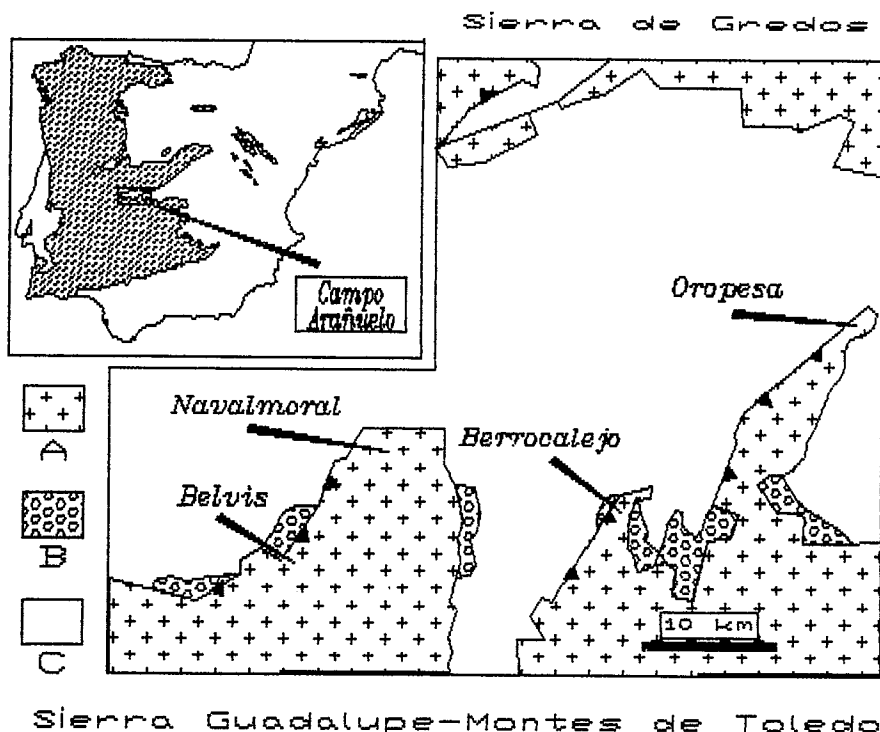 Sierra de Gredos
Campo
Arañuelo
Oropesa
Navalmoral
Berrocalejo
Belvis
A
B
C
10 km
Sierra Guadalupe-Montes de Toledo